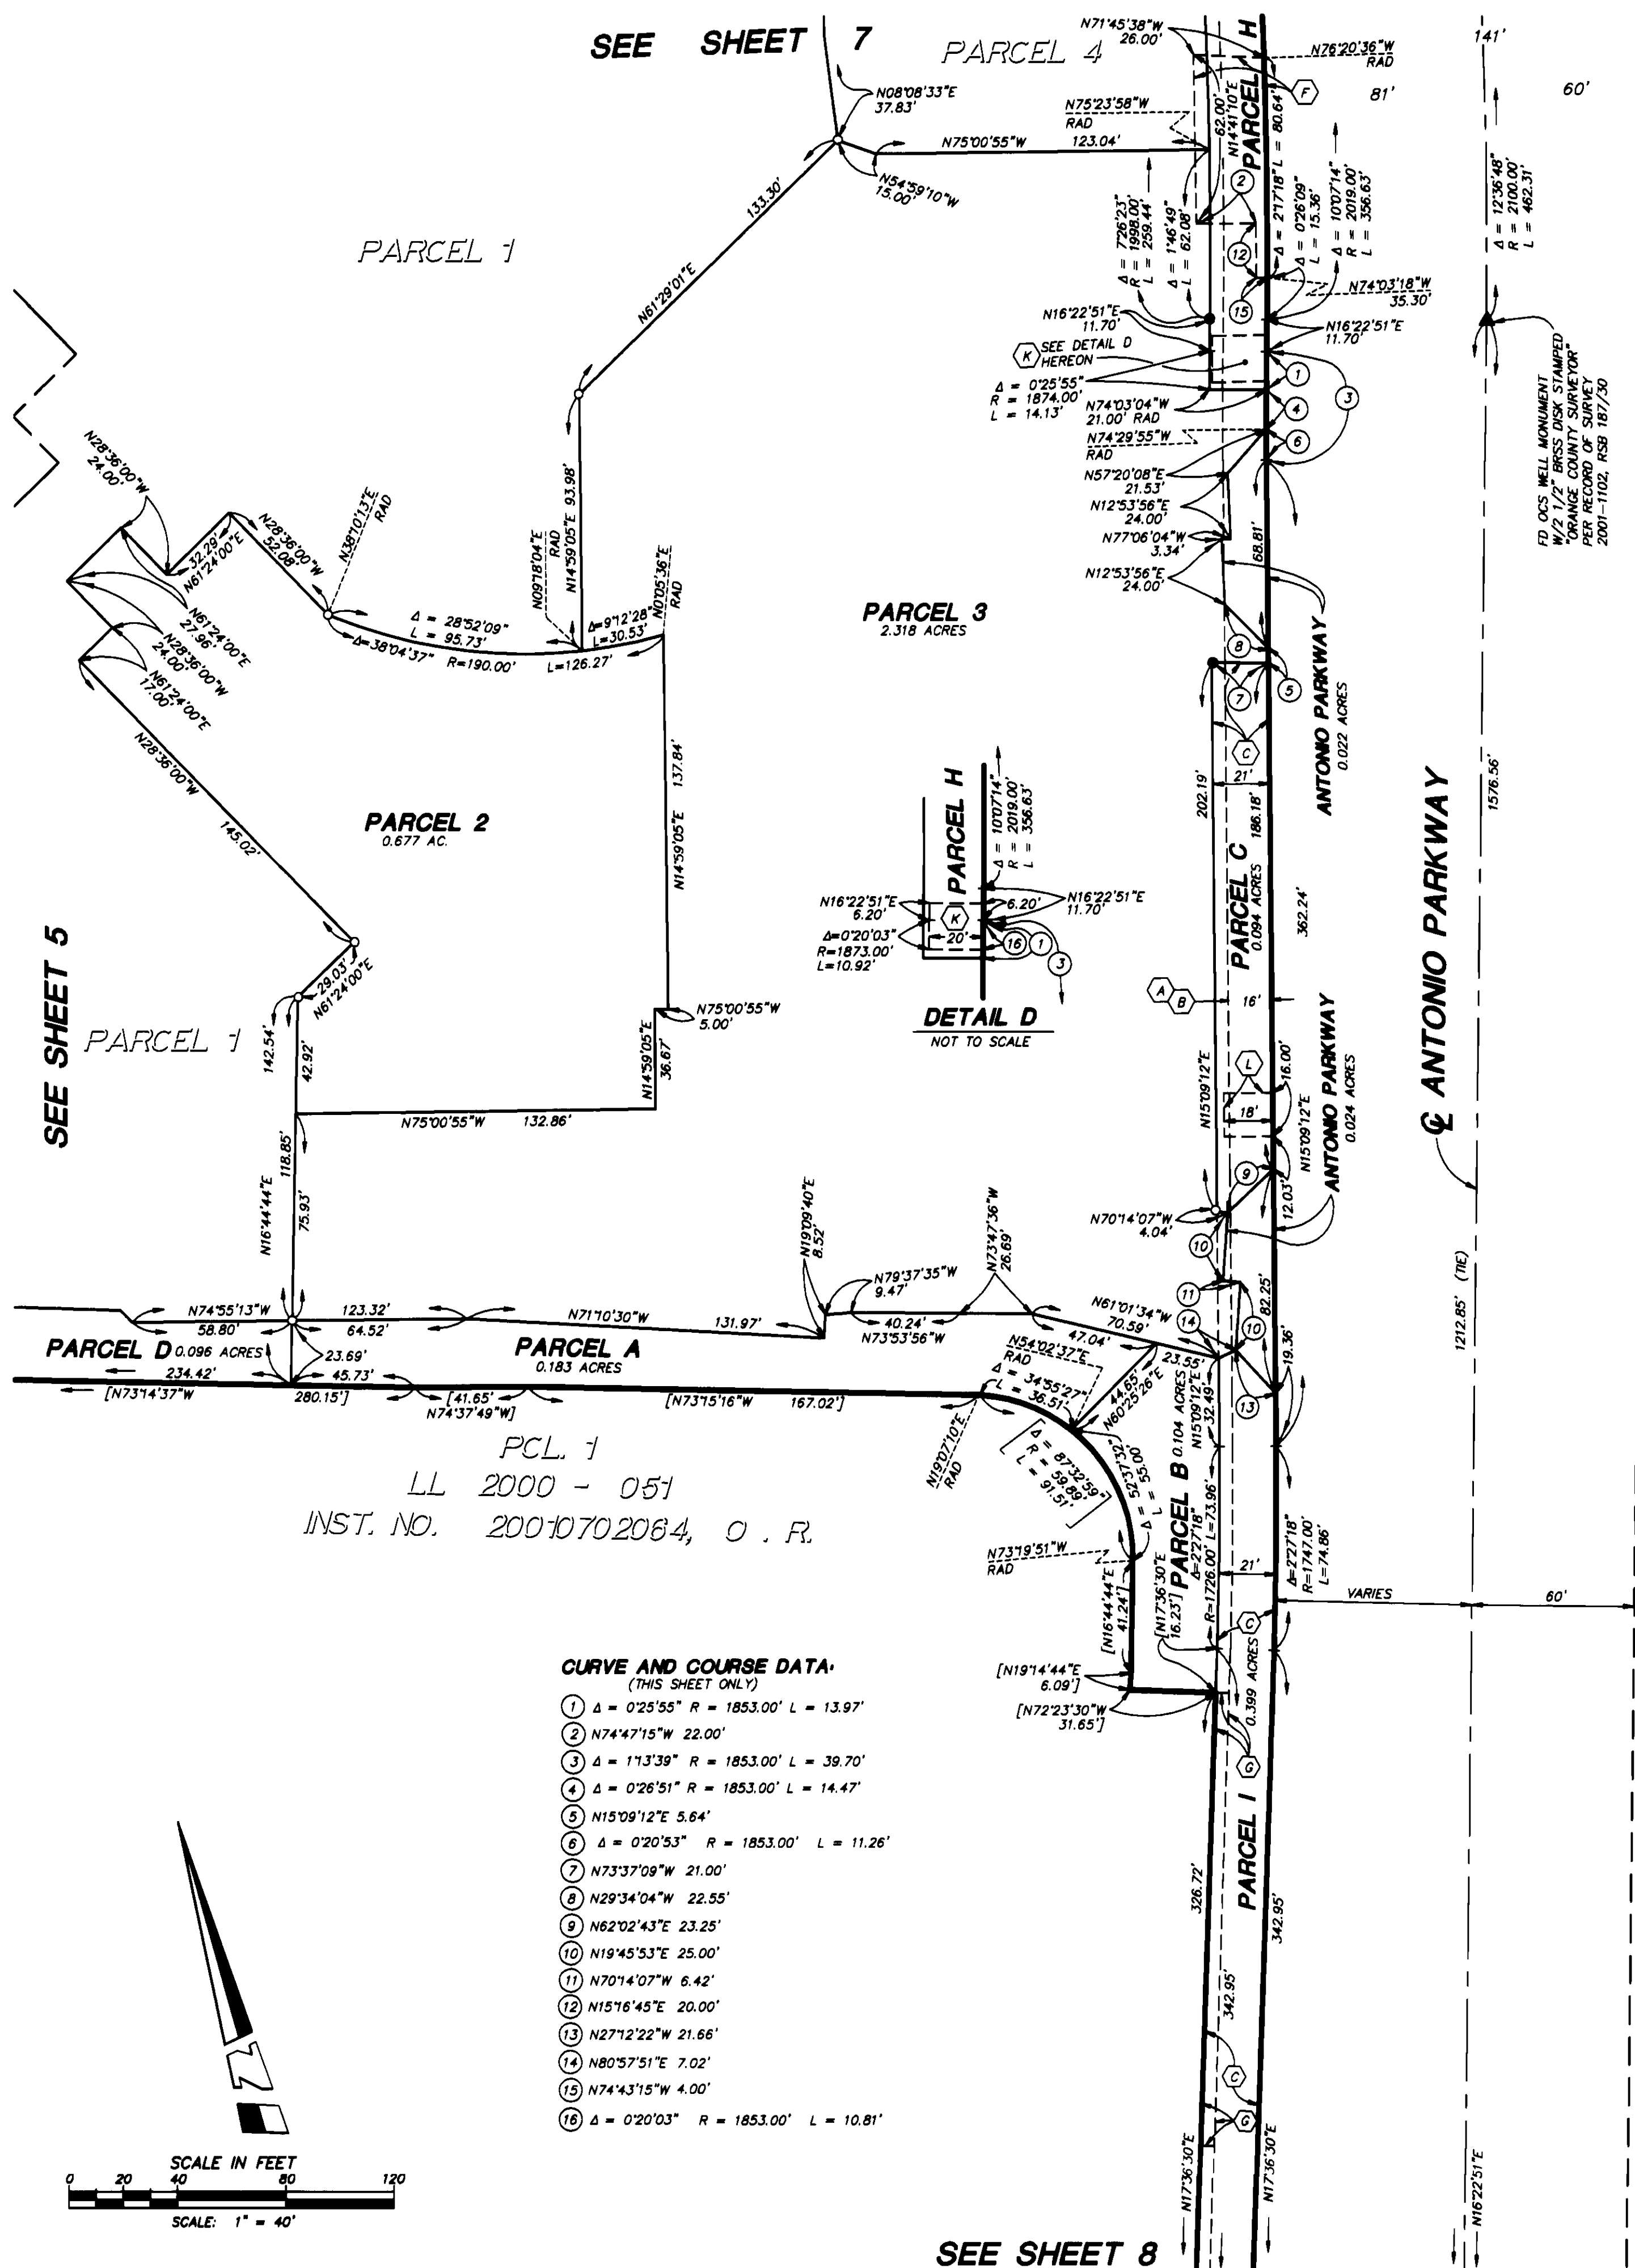 SEE SHEET 7
PARCEL 4
N71°45'38"W
26.00'
N76°20'36"W
RAD
141'
81'
60'
F
PARCEL H
N08°08'33"E
37.83'
N75°23'58"W
RAD
62.00'
N14°41'10"E
Δ = 2°17'18" L = 80.64'
N75°00'55"W 123.04'
N54°59'10"W
15.00'
133.30'
N61°29'01"E
PARCEL 1
2
12
15
Δ = 7°26'23"
R = 1998.00'
L = 259.44'
Δ = 1°46'49"
L = 62.08'
Δ = 0°26'09"
L = 15.36'
Δ = 10°07'14"
R = 2019.00'
L = 356.63'
Δ = 12°36'48"
R = 2100.00'
L = 462.31'
N74°03'18"W
35.30'
N16°22'51"E
11.70'
N16°22'51"E
11.70'
K
SEE DETAIL D
HEREON
Δ = 0°25'55"
R = 1874.00'
L = 14.13'
N74°03'04"W
21.00' RAD
1
3
4
6
N74°29'55"W
RAD
N57°20'08"E
21.53'
N12°53'56"E
24.00'
N77°06'04"W
3.34'
N12°53'56"E
24.00'
68.81'
FD OCS WELL MONUMENT
W/2 1/2" BRSS DISK STAMPED
"ORANGE COUNTY SURVEYOR"
PER RECORD OF SURVEY
2001-1102, RSB 187/30
N28°36'00"W
24.00'
32.29'
N61°24'00"E
N28°36'00"W
52.08'
N38°10'13"E
RAD
N61°24'00"E
27.96'
N28°36'00"W
24.00'
N61°24'00"E
17.00'
Δ = 28°52'09"
L = 95.73'
Δ=38°04'37" R=190.00' L=126.27'
N09°18'04"E
RAD
N14°59'05"E 93.98'
Δ=9°12'28"
L=30.53'
N0°05'36"E
RAD
PARCEL 3
2.318 ACRES
8
7
5
C
ANTONIO PARKWAY
0.022 ACRES
N28°36'00"W
145.02'
PARCEL 2
0.677 AC.
N14°59'05"E 137.84'
202.19'
21'
186.18'
PARCEL C
0.094 ACRES
362.24'
℄ ANTONIO PARKWAY
1576.56'
PARCEL H
Δ = 10°07'14"
R = 2019.00'
L = 356.63'
N16°22'51"E
6.20'
K
6.20'
N16°22'51"E
11.70'
Δ=0°20'03"
R=1873.00'
L=10.92'
20'
16
1
3
DETAIL D
NOT TO SCALE
SEE SHEET 5
PARCEL 1
29.03'
N61°24'00"E
142.54'
42.92'
N75°00'55"W
5.00'
N14°59'05"E
36.67'
N75°00'55"W 132.86'
A
B
16'
L
16.00'
18'
N15°09'12"E
N15°09'12"E
ANTONIO PARKWAY
0.024 ACRES
N16°44'44"E 118.85'
75.93'
9
12.03'
N70°14'07"W
4.04'
10
11
82.25'
14
10
19.36'
13
1212.85' (TIE)
N19°09'40"E
8.52'
N79°37'35"W
9.47'
N73°47'36"W
26.69'
N74°55'13"W
58.80'
123.32'
64.52'
N71°10'30"W 131.97'
40.24'
N73°53'56"W
N61°01'34"W
70.59'
47.04'
23.55'
PARCEL D 0.096 ACRES
PARCEL A
0.183 ACRES
23.69'
45.73'
234.42'
[N73°14'37"W 280.15']
[41.65'
N74°37'49"W]
[N73°15'16"W 167.02']
N54°02'37"E
RAD
Δ = 34°55'27"
L = 36.51'
44.65'
N60°25'26"E
N19°07'10"E
RAD
[Δ = 87°32'59"
R = 59.89'
L = 91.51']
Δ = 52°37'32"
L = 55.00'
PARCEL B 0.104 ACRES
N15°09'12"E
32.49'
Δ=2°27'18"
R=1726.00' L=73.96'
Δ=2°27'18"
R=1747.00'
L=74.86'
PCL. 1
LL 2000 - 051
INST. NO. 20010702064, O . R.
N73°19'51"W
RAD
[N16°44'44"E
41.24']
[N17°36'30"E
16.23']
21'
VARIES
60'
[N19°14'44"E
6.09']
[N72°23'30"W
31.65']
C
0.399 ACRES
G
PARCEL I
326.72'
342.95'
342.95'
C
G
N17°36'30"E
N17°36'30"E
N16°22'51"E
CURVE AND COURSE DATA:
(THIS SHEET ONLY)
1 Δ = 0°25'55" R = 1853.00' L = 13.97'
2 N74°47'15"W 22.00'
3 Δ = 1°13'39" R = 1853.00' L = 39.70'
4 Δ = 0°26'51" R = 1853.00' L = 14.47'
5 N15°09'12"E 5.64'
6 Δ = 0°20'53" R = 1853.00' L = 11.26'
7 N73°37'09"W 21.00'
8 N29°34'04"W 22.55'
9 N62°02'43"E 23.25'
10 N19°45'53"E 25.00'
11 N70°14'07"W 6.42'
12 N15°16'45"E 20.00'
13 N27°12'22"W 21.66'
14 N80°57'51"E 7.02'
15 N74°43'15"W 4.00'
16 Δ = 0°20'03" R = 1853.00' L = 10.81'
N
SCALE IN FEET
0 20 40 80 120
SCALE: 1" = 40'
SEE SHEET 8